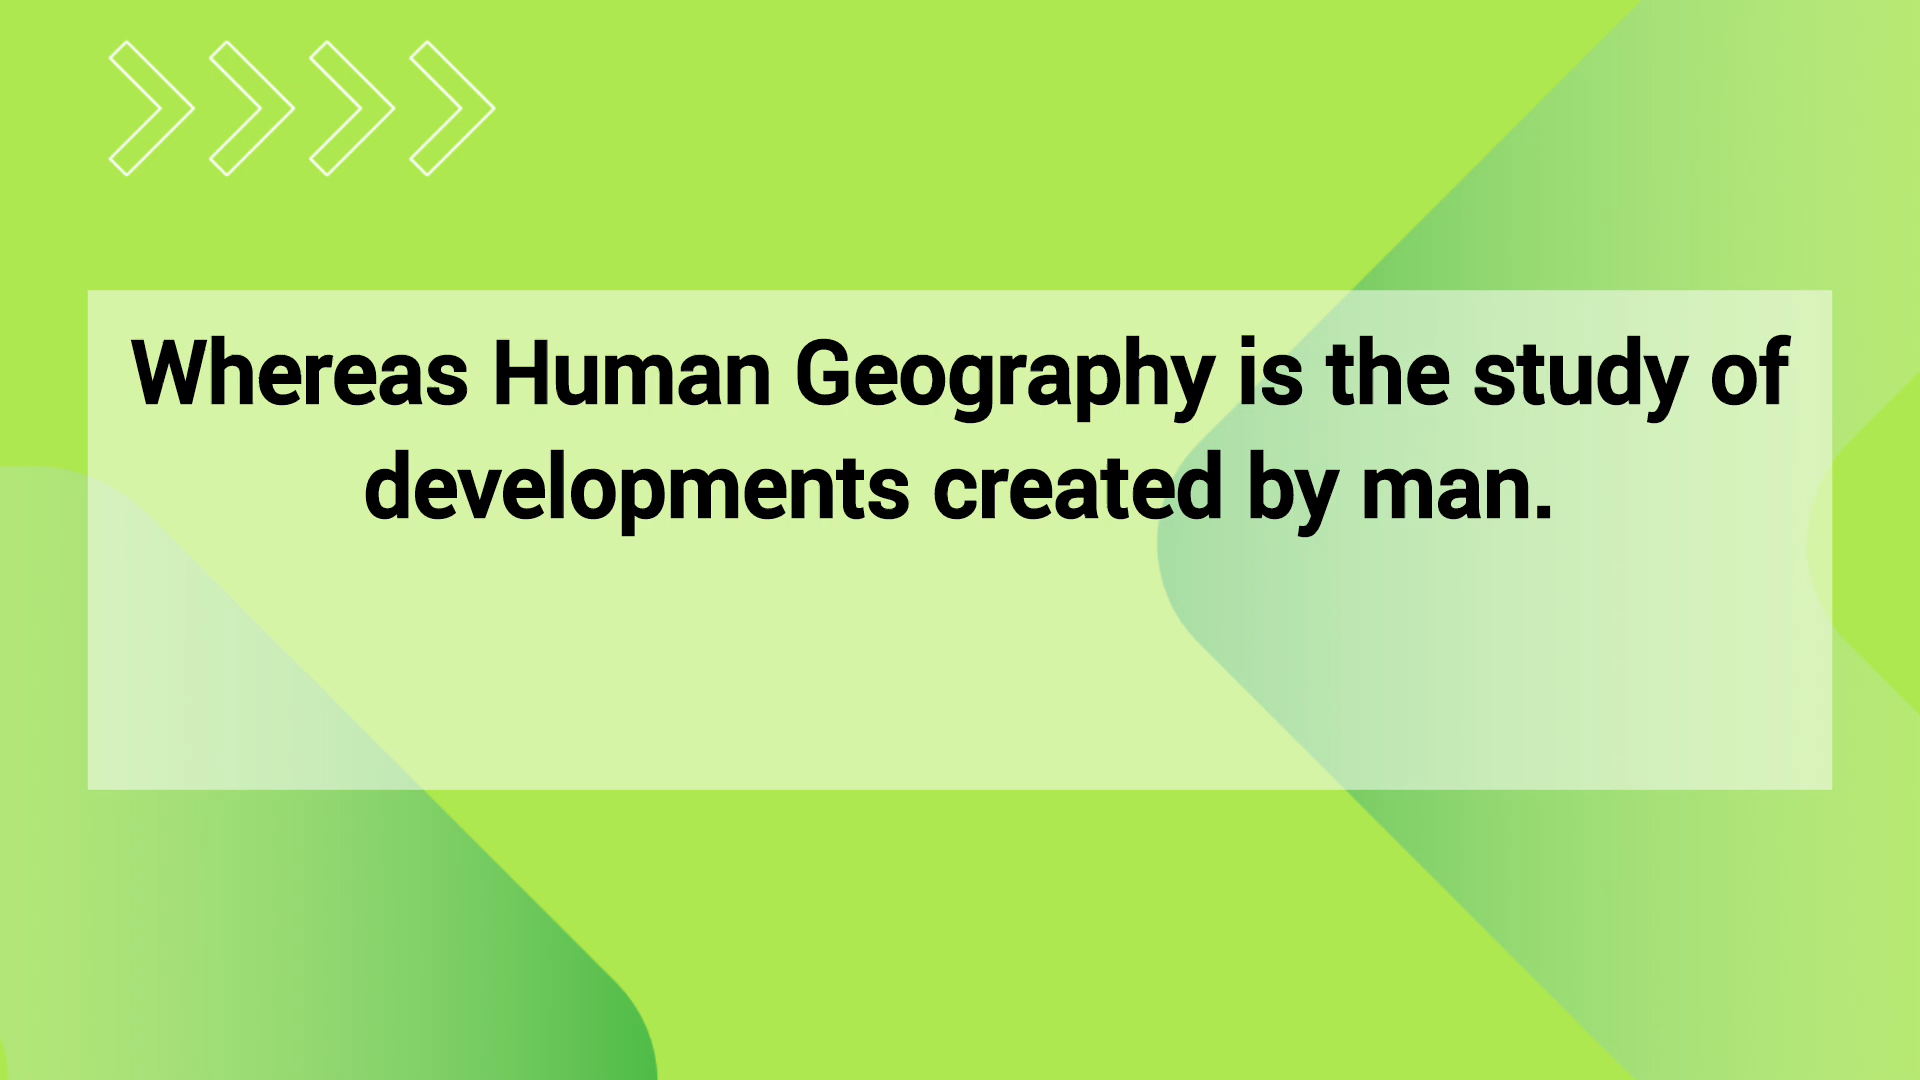 Whereas Human Geography is the study of
developments created by man.